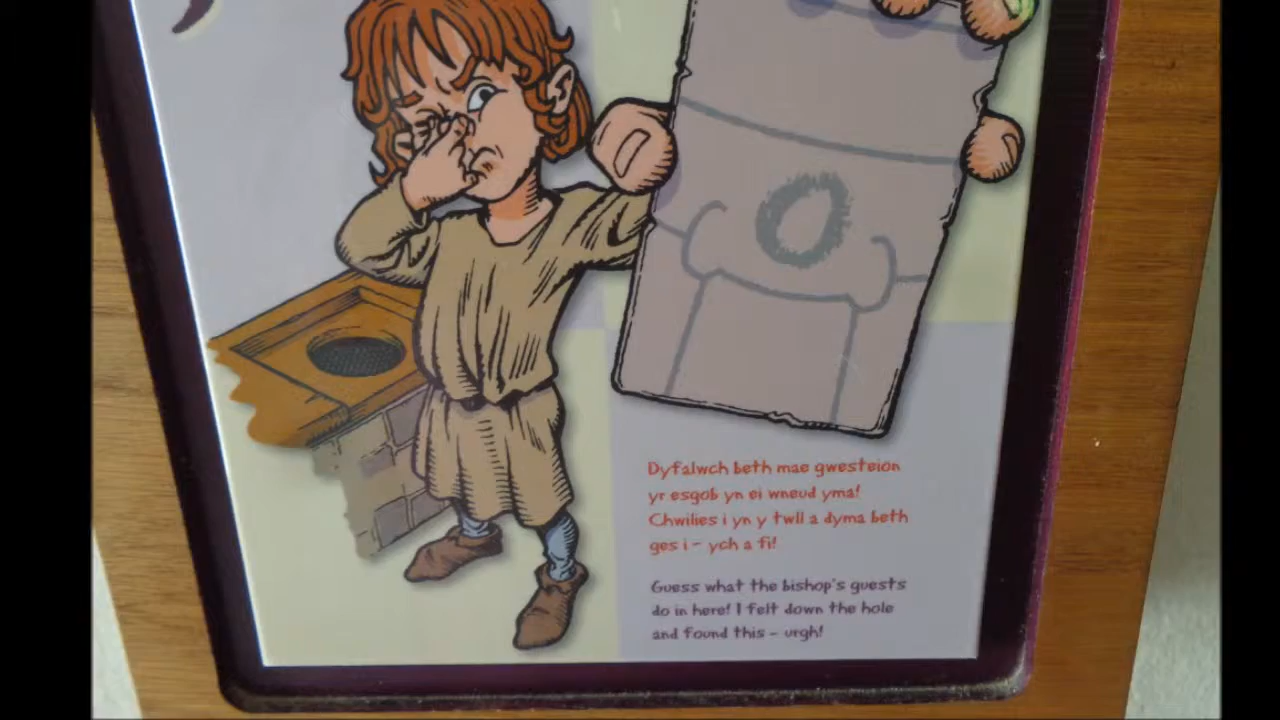 Dyfalwch beth mae gwesteion
yr esgob yn ei wneud yma!
Chwilies i yn y twll a dyma beth
ges i - ych a fi!
Guess what the bishop's guests
do in here! I felt down the hole
and found this - urgh!